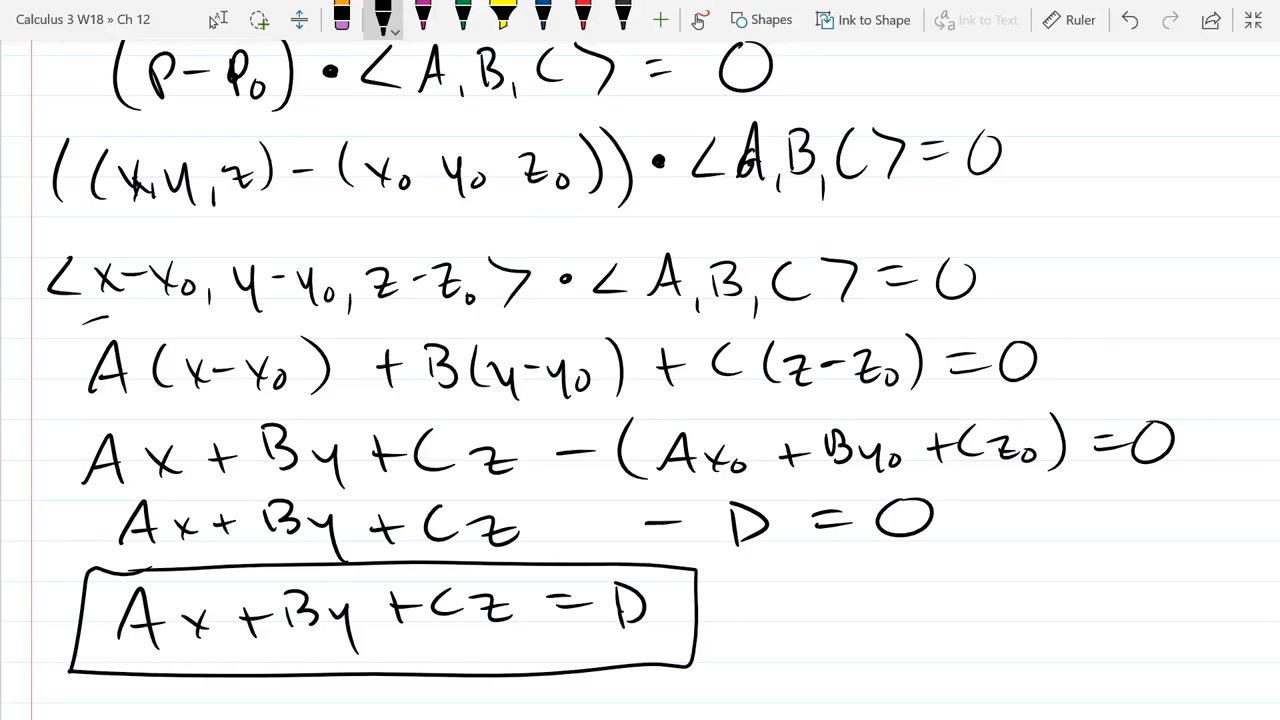 Calculus 3 W18 » Ch 12
Shapes
Ink to Shape
Ink to Text
Ruler
(P - P₀) • <A, B, C> = 0
((x, y, z) - (x₀ y₀ z₀)) • <A, B, C> = 0
<x-x₀, y-y₀, z-z₀> • <A, B, C> = 0
A(x-x₀) + B(y-y₀) + C(z-z₀) = 0
Ax + By + Cz - (Ax₀ + By₀ + Cz₀) = 0
Ax + By + Cz - D = 0
Ax + By + Cz = D